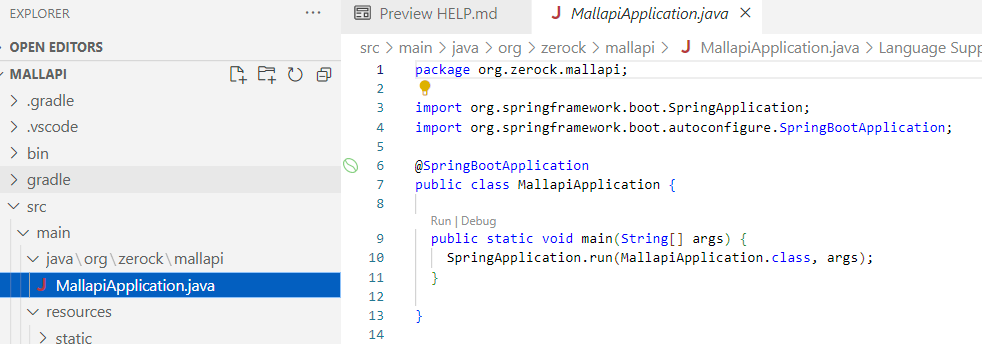 EXPLORER ...
OPEN EDITORS
MALLAPI
.gradle
.vscode
bin
gradle
src
main
java\org\zerock\mallapi
J MallapiApplication.java
resources
static
Preview HELP.md
J MallapiApplication.java ×
src > main > java > org > zerock > mallapi > J MallapiApplication.java > Language Supp
1 package org.zerock.mallapi;
2
3 import org.springframework.boot.SpringApplication;
4 import org.springframework.boot.autoconfigure.SpringBootApplication;
5
6 @SpringBootApplication
7 public class MallapiApplication {
8
Run | Debug
9 public static void main(String[] args) {
10 SpringApplication.run(MallapiApplication.class, args);
11 }
12
13 }
14